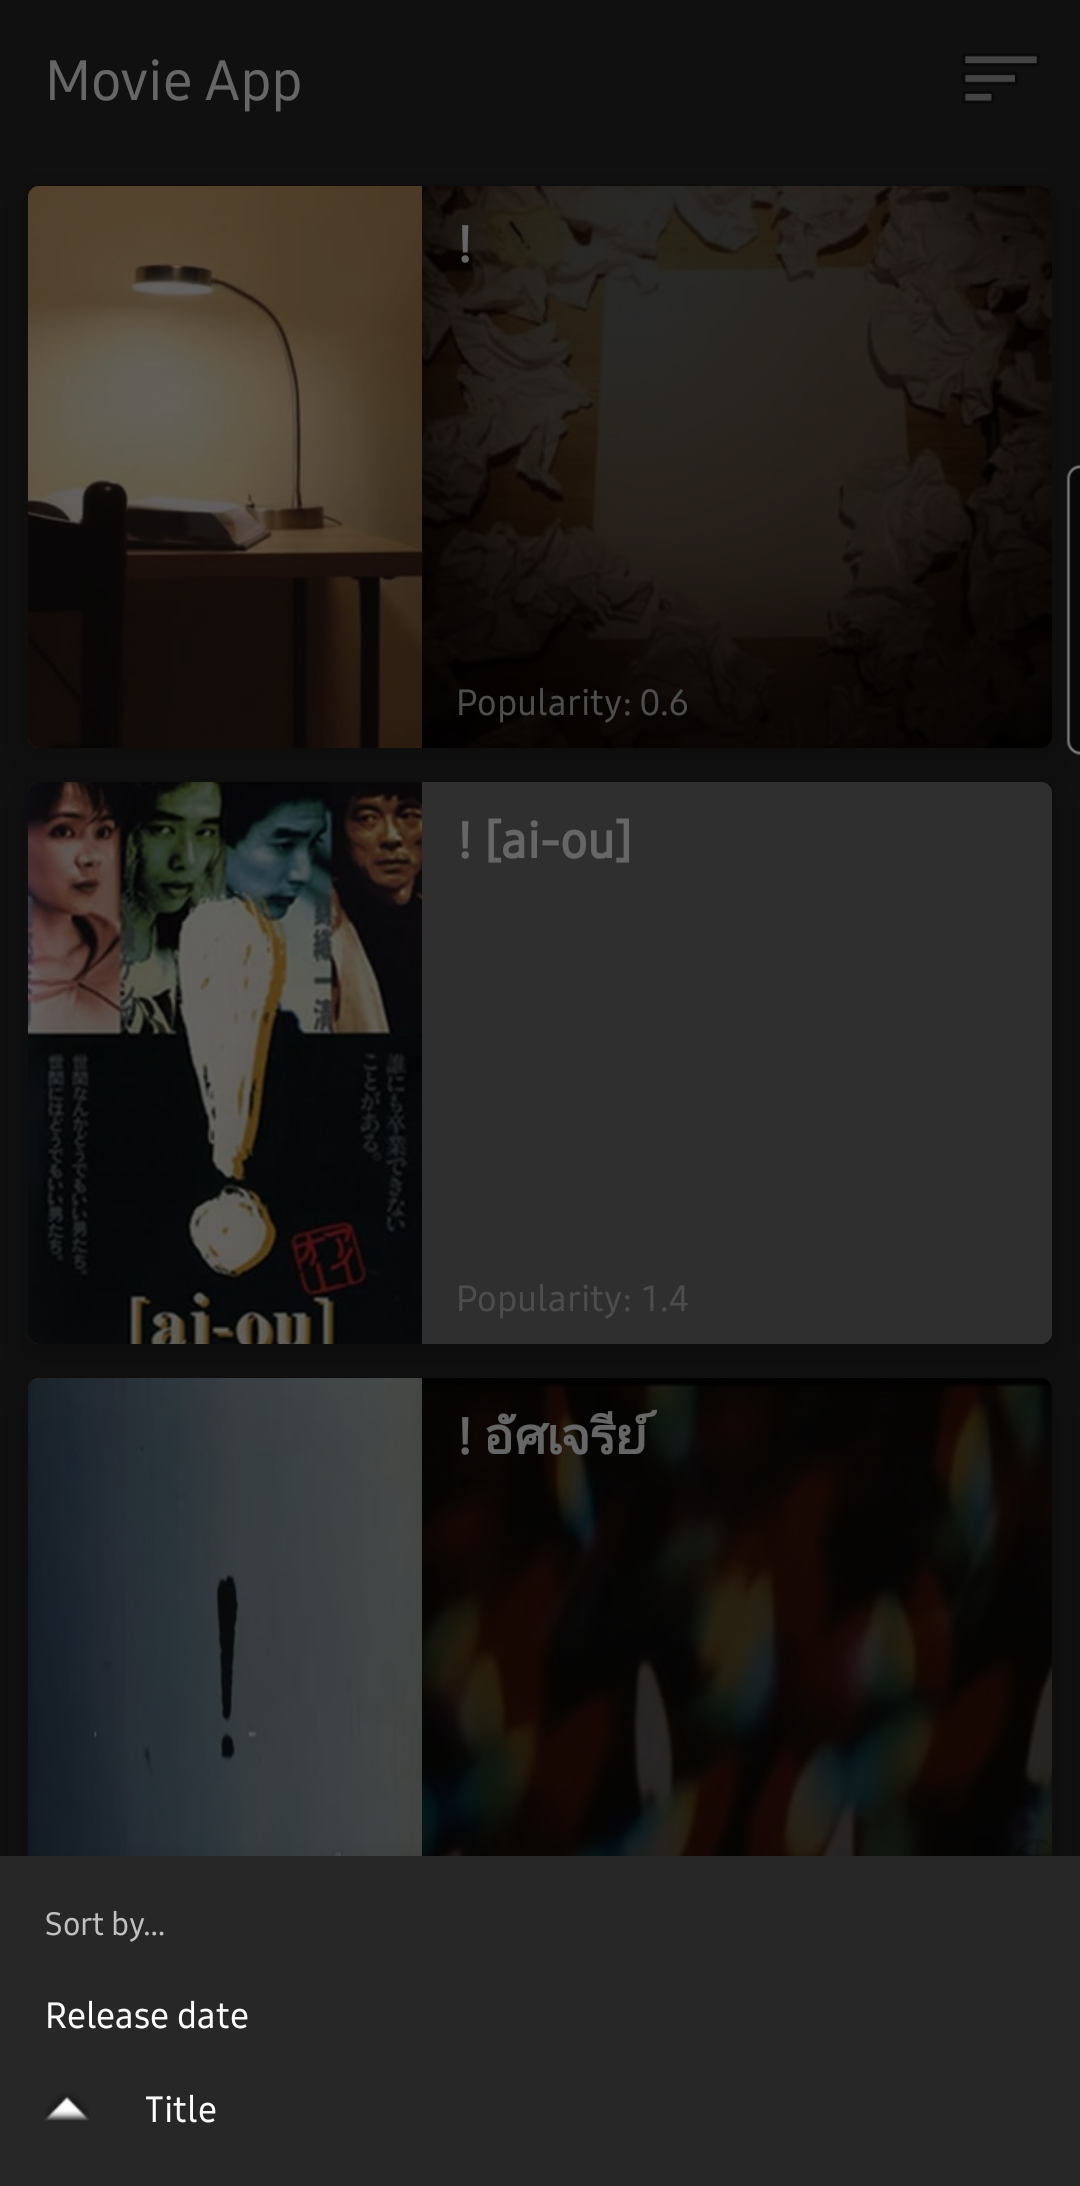 Movie App
!
Popularity: 0.6
! [ai-ou]
誰にも卒業できない
ことがある。
世間なんかどうでもいい男たち。
世間にはどうでもいい男たち。
[ai-ou]
Popularity: 1.4
! อัศเจรีย์
Sort by...
Release date
Title